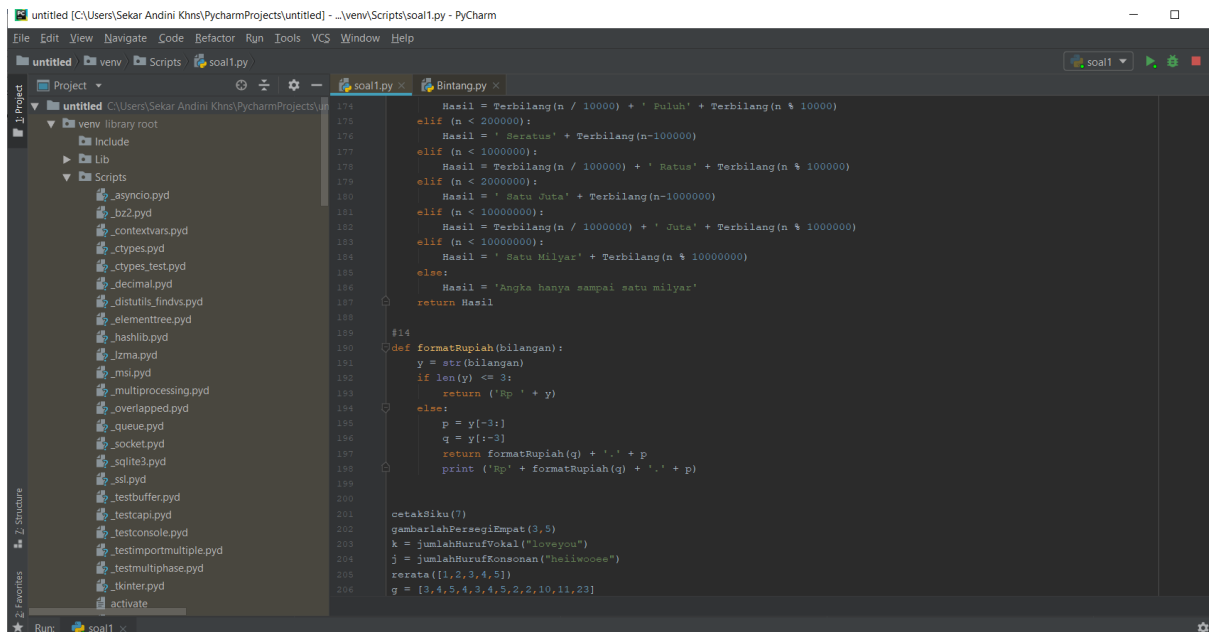 untitled [C:\Users\Sekar Andini Khns\PycharmProjects\untitled] - ...\venv\Scripts\soal1.py - PyCharm
File Edit View Navigate Code Refactor Run Tools VCS Window Help
untitled venv Scripts soal1.py soal1
1: Project
Project
soal1.py Bintang.py
untitled C:\Users\Sekar Andini Khns\PycharmProjects\un
venv library root
Include
Lib
Scripts
_asyncio.pyd
_bz2.pyd
_contextvars.pyd
_ctypes.pyd
_ctypes_test.pyd
_decimal.pyd
_distutils_findvs.pyd
_elementtree.pyd
_hashlib.pyd
_lzma.pyd
_msi.pyd
_multiprocessing.pyd
_overlapped.pyd
_queue.pyd
_socket.pyd
_sqlite3.pyd
_ssl.pyd
_testbuffer.pyd
_testcapi.pyd
_testconsole.pyd
_testimportmultiple.pyd
_testmultiphase.pyd
_tkinter.pyd
activate
174 Hasil = Terbilang(n / 10000) + ' Puluh' + Terbilang(n % 10000)
175 elif (n < 200000):
176 Hasil = ' Seratus' + Terbilang(n-100000)
177 elif (n < 1000000):
178 Hasil = Terbilang(n / 100000) + ' Ratus' + Terbilang(n % 100000)
179 elif (n < 2000000):
180 Hasil = ' Satu Juta' + Terbilang(n-1000000)
181 elif (n < 10000000):
182 Hasil = Terbilang(n / 1000000) + ' Juta' + Terbilang(n % 1000000)
183 elif (n < 10000000):
184 Hasil = ' Satu Milyar' + Terbilang(n % 10000000)
185 else:
186 Hasil = 'Angka hanya sampai satu milyar'
187 return Hasil
188
189 #14
190 def formatRupiah(bilangan):
191 y = str(bilangan)
192 if len(y) <= 3:
193 return ('Rp ' + y)
194 else:
195 p = y[-3:]
196 q = y[:-3]
197 return formatRupiah(q) + '.' + p
198 print ('Rp' + formatRupiah(q) + '.' + p)
199
200
201 cetakSiku(7)
202 gambarlahPersegiEmpat(3,5)
203 k = jumlahHurufVokal("loveyou")
204 j = jumlahHurufKonsonan("heiiwooee")
205 rerata([1,2,3,4,5])
206 g = [3,4,5,4,3,4,5,2,2,10,11,23]
Z: Structure
2: Favorites
Run: soal1